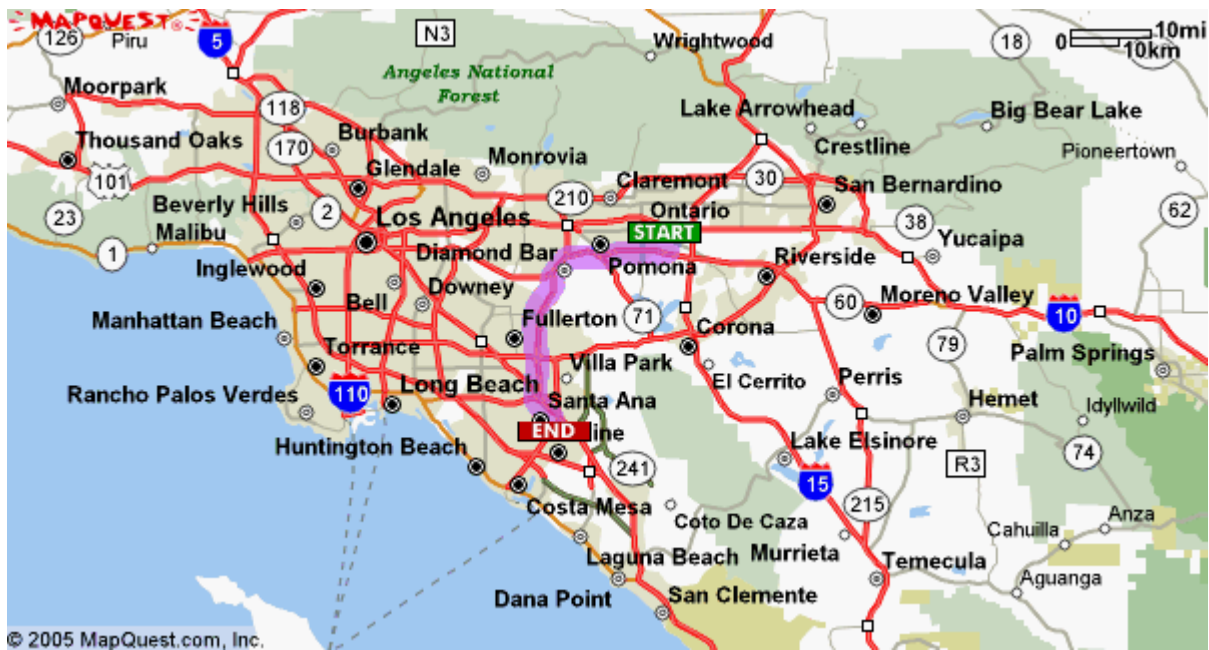 MAPQUEST®
126
Piru
5
N3
Wrightwood
18
0 10mi
10km
Moorpark
Angeles National
Forest
Lake Arrowhead
Big Bear Lake
118
Thousand Oaks
Burbank
Crestline
170
Monrovia
Pioneertown
101
Glendale
210
Claremont
30
San Bernardino
23
Beverly Hills
2
Los Angeles
Ontario
38
62
1
Malibu
START
Yucaipa
Diamond Bar
Pomona
Riverside
Inglewood
Downey
Bell
Moreno Valley
60
10
Manhattan Beach
Fullerton
71
Corona
79
Torrance
Villa Park
Palm Springs
El Cerrito
Rancho Palos Verdes
110
Long Beach
Perris
Hemet
Idyllwild
Santa Ana
END
line
Huntington Beach
Lake Elsinore
74
241
R3
15
Costa Mesa
215
Coto De Caza
Anza
Cahuilla
Laguna Beach
Murrieta
Temecula
Aguanga
Dana Point
San Clemente
© 2005 MapQuest.com, Inc.